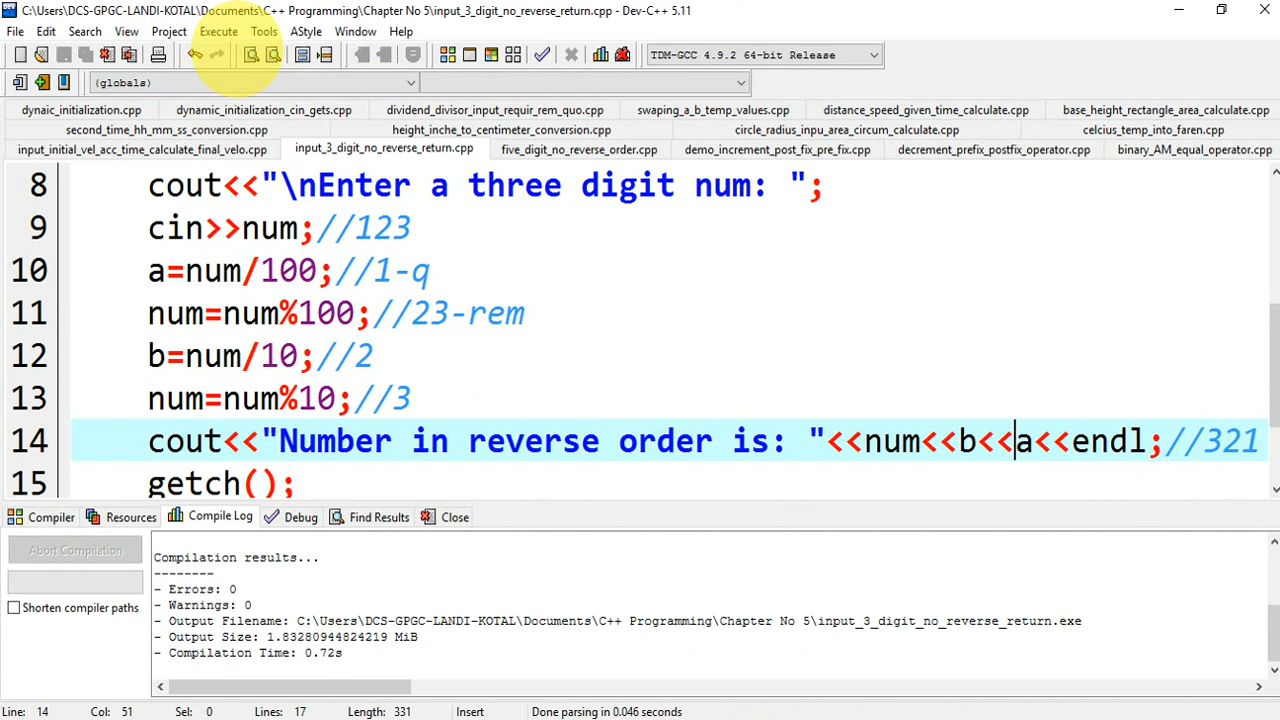 C:\Users\DCS-GPGC-LANDI-KOTAL\Documents\C++ Programming\Chapter No 5\input_3_digit_no_reverse_return.cpp - Dev-C++ 5.11
File Edit Search View Project Execute Tools AStyle Window Help
TDM-GCC 4.9.2 64-bit Release
(globals)
dynaic_initialization.cpp dynamic_initialization_cin_gets.cpp dividend_divisor_input_requir_rem_quo.cpp swaping_a_b_temp_values.cpp distance_speed_given_time_calculate.cpp base_height_rectangle_area_calculate.cpp
second_time_hh_mm_ss_conversion.cpp height_inche_to_centimeter_conversion.cpp circle_radius_inpu_area_circum_calculate.cpp celcius_temp_into_faren.cpp
input_initial_vel_acc_time_calculate_final_velo.cpp input_3_digit_no_reverse_return.cpp five_digit_no_reverse_order.cpp demo_increment_post_fix_pre_fix.cpp decrement_prefix_postfix_operator.cpp binary_AM_equal_operator.cpp
8 cout<<"\nEnter a three digit num: ";
9 cin>>num;//123
10 a=num/100;//1-q
11 num=num%100;//23-rem
12 b=num/10;//2
13 num=num%10;//3
14 cout<<"Number in reverse order is: "<<num<<b<<a<<endl;//321
15 getch();
Compiler Resources Compile Log Debug Find Results Close
Abort Compilation
Shorten compiler paths
Compilation results...
--------
- Errors: 0
- Warnings: 0
- Output Filename: C:\Users\DCS-GPGC-LANDI-KOTAL\Documents\C++ Programming\Chapter No 5\input_3_digit_no_reverse_return.exe
- Output Size: 1.83280944824219 MiB
- Compilation Time: 0.72s
Line: 14 Col: 51 Sel: 0 Lines: 17 Length: 331 Insert Done parsing in 0.046 seconds